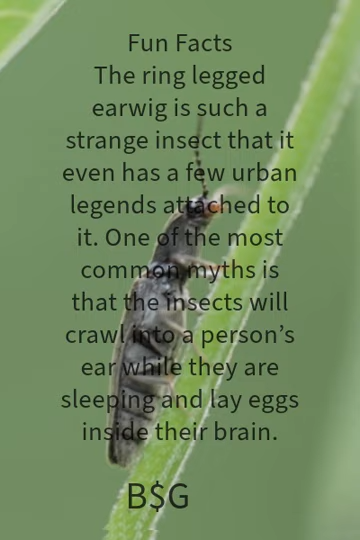 Fun Facts
The ring legged
earwig is such a
strange insect that it
even has a few urban
legends attached to
it. One of the most
common myths is
that the insects will
crawl into a person’s
ear while they are
sleeping and lay eggs
inside their brain.
B$G